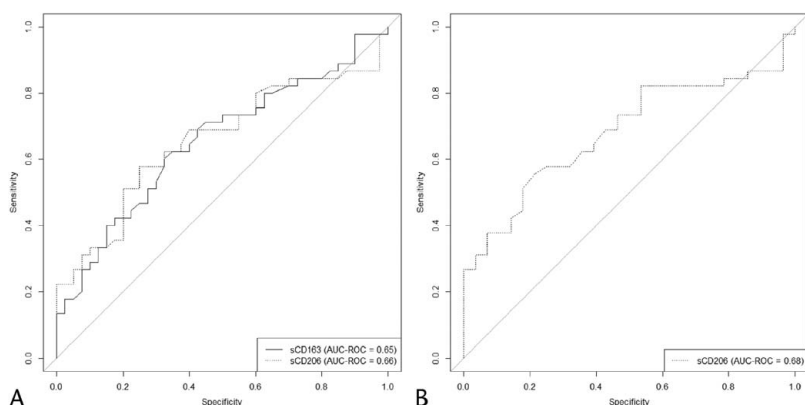 1.0
0.8
0.6
0.4
0.2
0.0
Sensitivity
0.0 0.2 0.4 0.6 0.8 1.0
Specificity
sCD163 (AUC-ROC = 0.65)
sCD206 (AUC-ROC = 0.66)
A
1.0
0.8
0.6
0.4
0.2
0.0
Sensitivity
0.0 0.2 0.4 0.6 0.8 1.0
Specificity
sCD206 (AUC-ROC = 0.68)
B